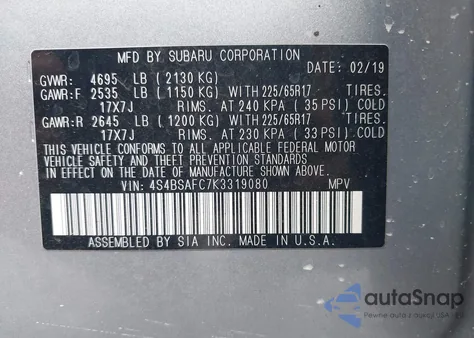 MFD BY SUBARU CORPORATION
GVWR: 4695 LB (2130 KG) DATE: 02/19
GAWR:F 2535 LB (1150 KG) WITH 225/65R17 TIRES.
17X7J RIMS. AT 240 KPA (35 PSI) COLD
GAWR:R 2645 LB (1200 KG) WITH 225/65R17 TIRES.
17X7J RIMS. AT 230 KPA (33 PSI) COLD
THIS VEHICLE CONFORMS TO ALL APPLICABLE FEDERAL MOTOR
VEHICLE SAFETY AND THEFT PREVENTION STANDARDS IN
EFFECT ON THE DATE OF MANUFACTURE SHOWN ABOVE.
VIN: 4S4BSAFC7K3319080 MPV
ASSEMBLED BY SIA INC. MADE IN U.S.A.
autoSnap
Pewne auta z USA